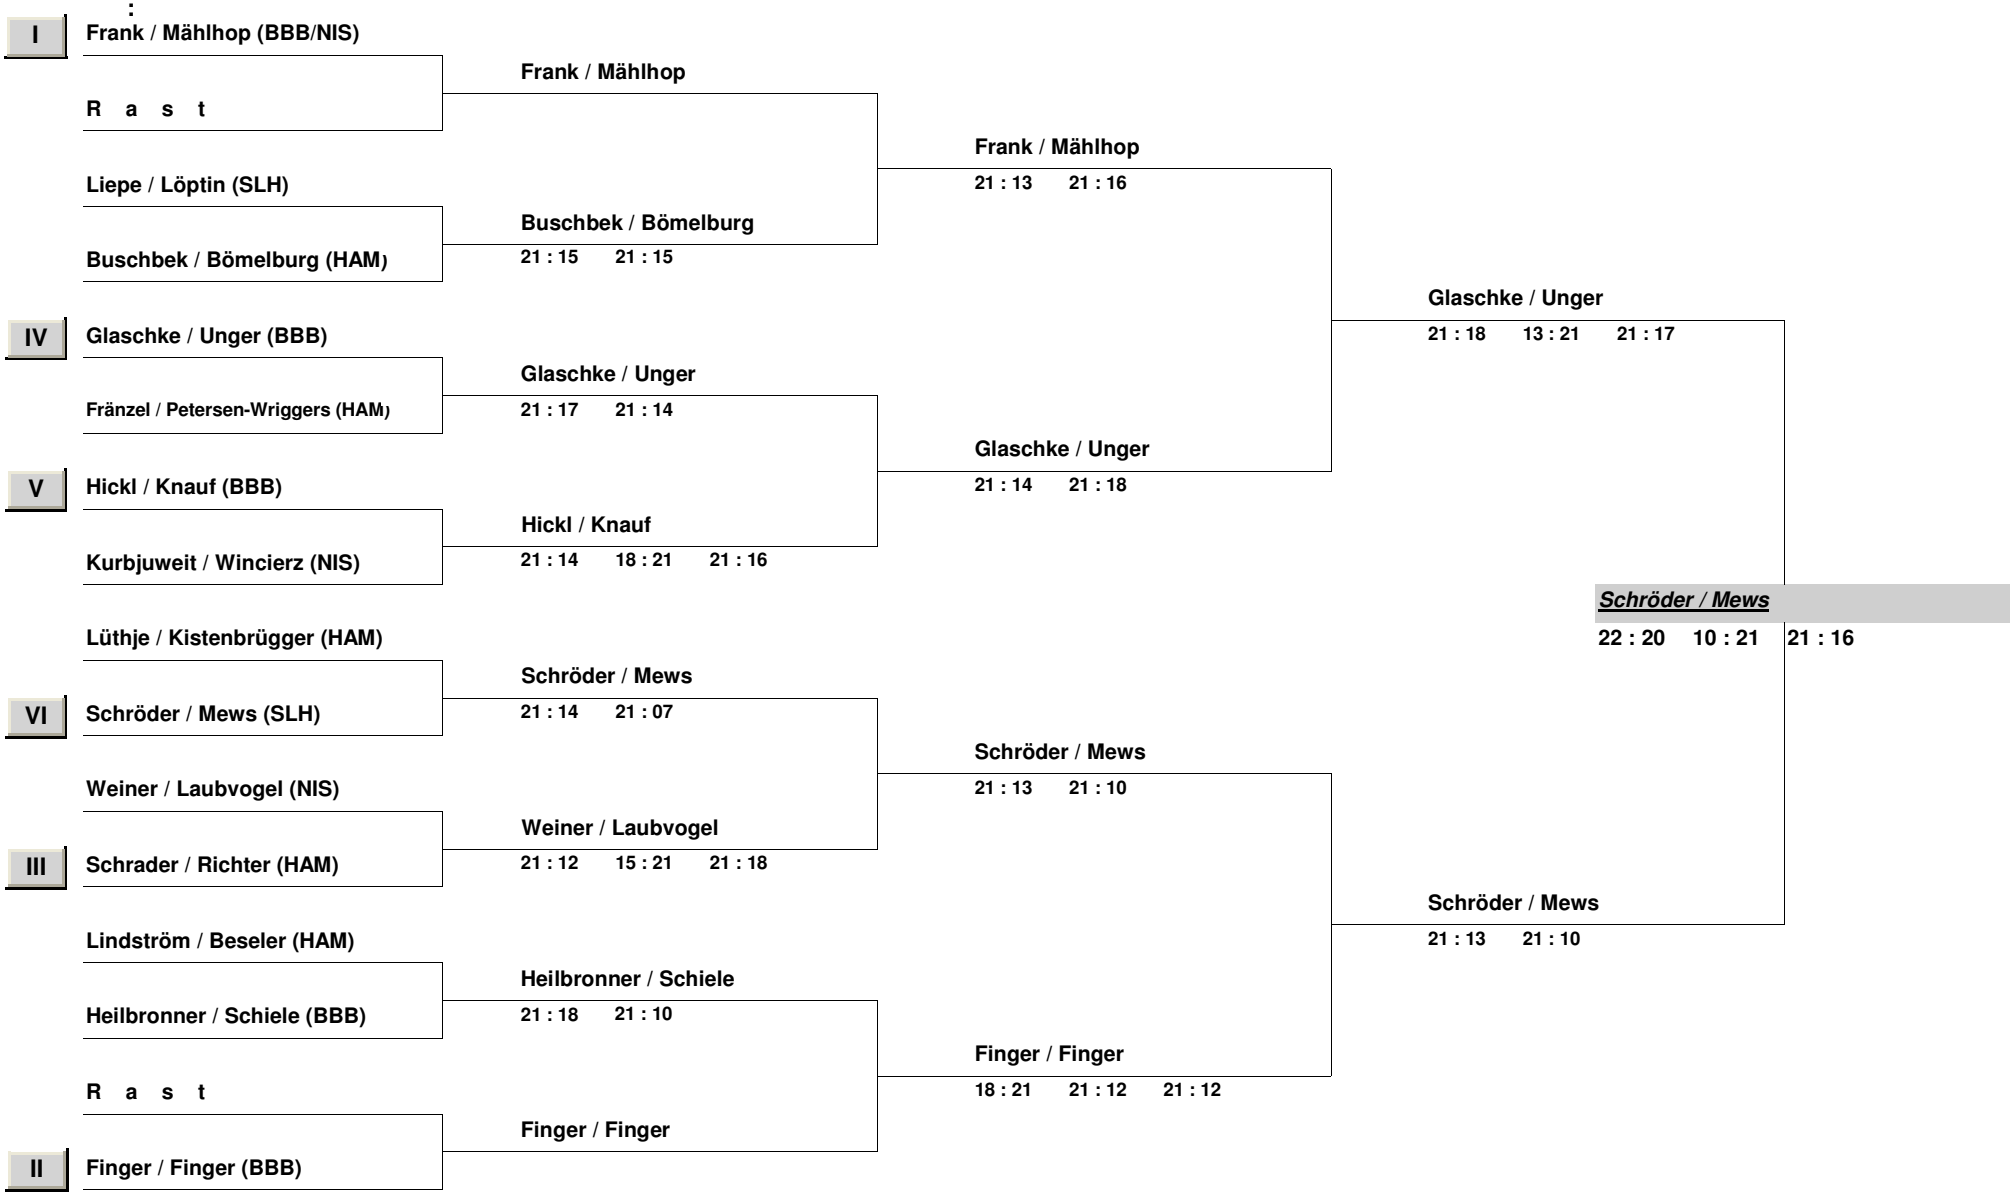 :
I Frank / Mählhop (BBB/NIS)
Frank / Mählhop
R a s t
Frank / Mählhop
21 : 13 21 : 16
Liepe / Löptin (SLH)
Buschbek / Bömelburg
21 : 15 21 : 15
Buschbek / Bömelburg (HAM)
Glaschke / Unger
21 : 18 13 : 21 21 : 17
IV Glaschke / Unger (BBB)
Glaschke / Unger
21 : 17 21 : 14
Fränzel / Petersen-Wriggers (HAM)
Glaschke / Unger
21 : 14 21 : 18
V Hickl / Knauf (BBB)
Hickl / Knauf
21 : 14 18 : 21 21 : 16
Kurbjuweit / Wincierz (NIS)
Schröder / Mews
22 : 20 10 : 21 21 : 16
Lüthje / Kistenbrügger (HAM)
Schröder / Mews
21 : 14 21 : 07
VI Schröder / Mews (SLH)
Schröder / Mews
21 : 13 21 : 10
Weiner / Laubvogel (NIS)
Weiner / Laubvogel
21 : 12 15 : 21 21 : 18
III Schrader / Richter (HAM)
Schröder / Mews
21 : 13 21 : 10
Lindström / Beseler (HAM)
Heilbronner / Schiele
21 : 18 21 : 10
Heilbronner / Schiele (BBB)
Finger / Finger
18 : 21 21 : 12 21 : 12
R a s t
Finger / Finger
II Finger / Finger (BBB)